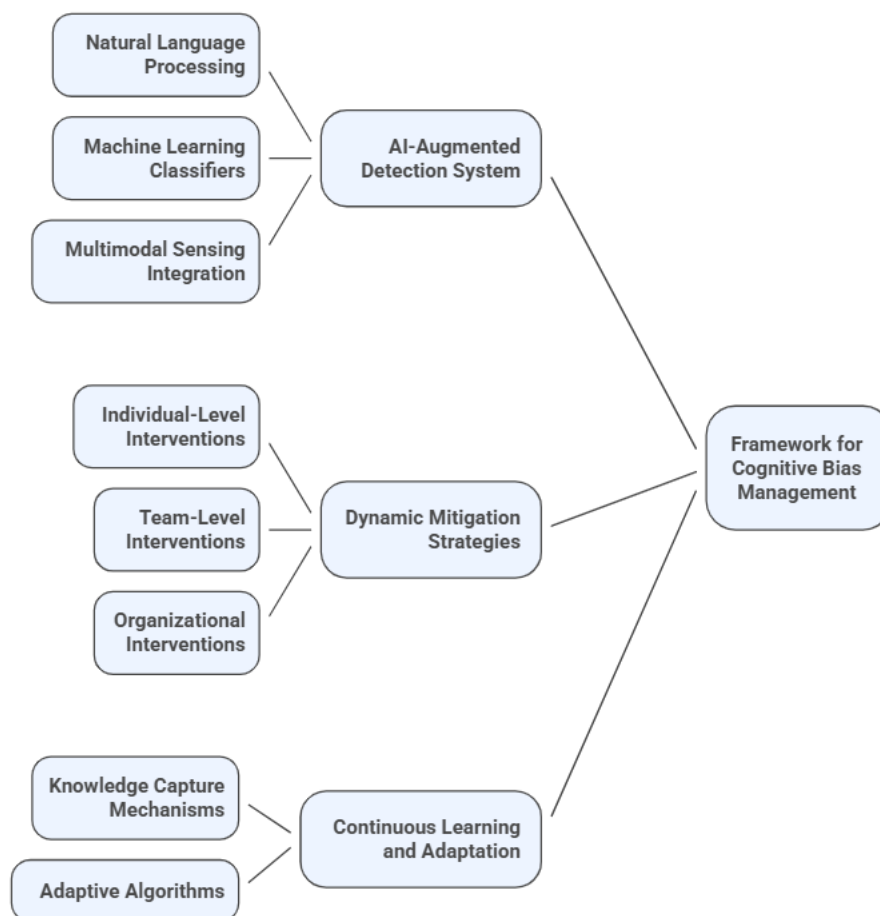 Natural Language
Processing
Machine Learning
Classifiers
Multimodal Sensing
Integration
AI-Augmented
Detection System
Individual-Level
Interventions
Team-Level
Interventions
Organizational
Interventions
Dynamic Mitigation
Strategies
Knowledge Capture
Mechanisms
Adaptive Algorithms
Continuous Learning
and Adaptation
Framework for
Cognitive Bias
Management